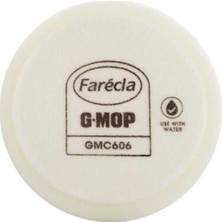 Farécla
G·MOP
USE WITH
WATER
GMC606